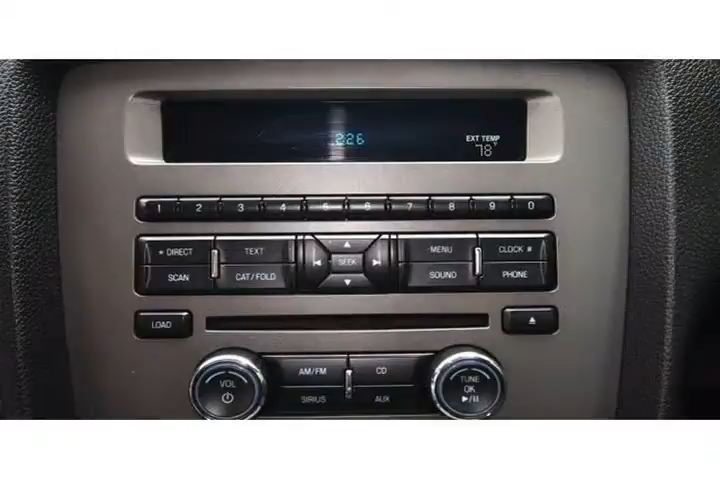 2:26
EXT TEMP
78°F
1 2 3 4 5 6 7 8 9 0
* DIRECT TEXT MENU CLOCK #
SEEK
SCAN CAT/FOLD SOUND PHONE
LOAD
AM/FM CD
VOL TUNE
OK
SIRIUS AUX